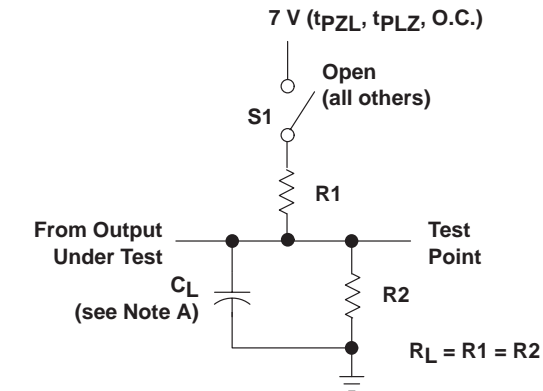 7 V (tPZL, tPLZ, O.C.)
Open
(all others)
S1
R1
From Output
Under Test
Test
Point
CL
(see Note A)
R2
RL = R1 = R2